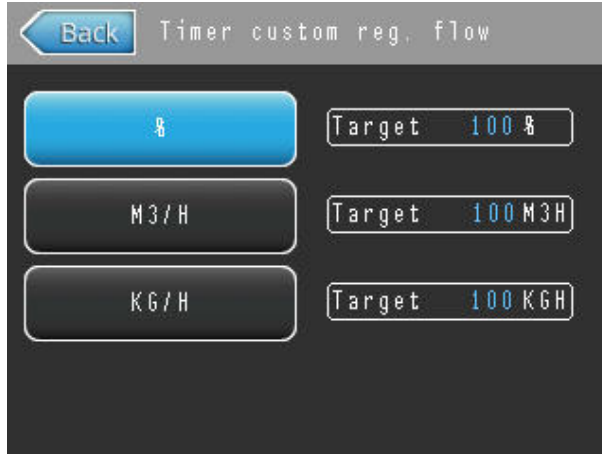 Back Timer custom reg. flow
% Target 100 %
M3/H Target 100 M3H
KG/H Target 100 KGH